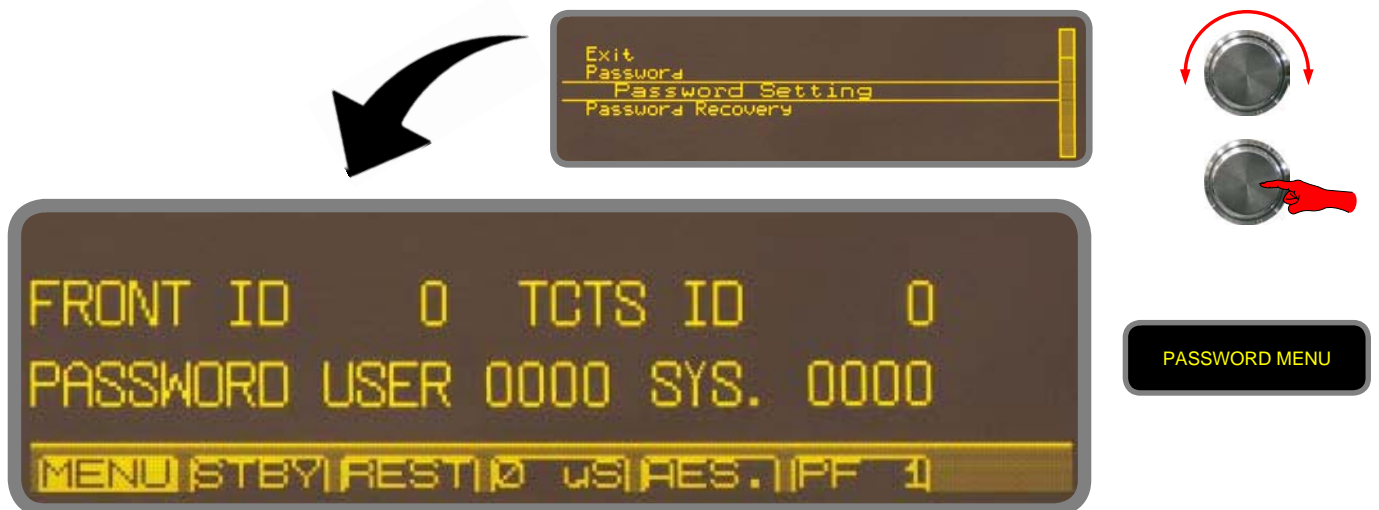 Exit
Password
Password Setting
Password Recovery
FRONT ID 0 TCTS ID 0
PASSWORD USER 0000 SYS. 0000
MENU STBY REST 0 uS AES. PF 1
PASSWORD MENU